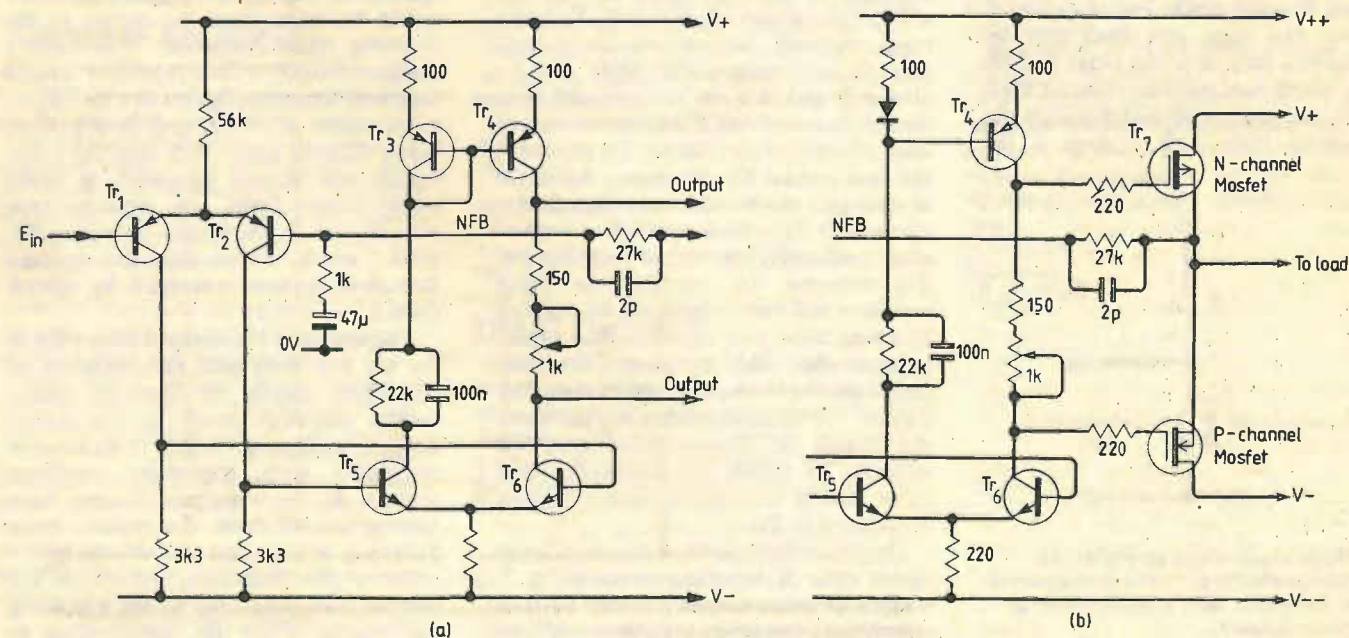 V+
V++
100
100
100
100
V+
56k
Tr3
Tr4
Tr4
Tr7
N-channel
Mosfet
Tr1
Tr2
Output
220
Ein
NFB
NFB
27k
27k
To load
1k
2p
150
2p
150
47µ
0V
22k
100n
1k
22k
100n
1k
Output
220
P-channel
Mosfet
Tr5
Tr6
Tr5
Tr6
V-
3k3
3k3
220
V-
V--
(a)
(b)